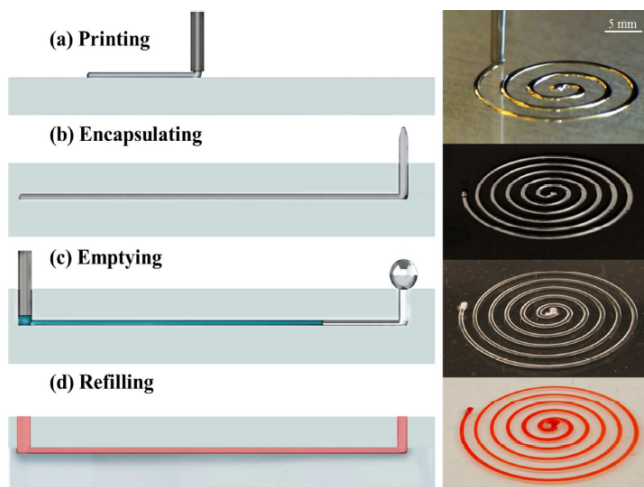 (a) Printing
5 mm
(b) Encapsulating
(c) Emptying
(d) Refilling